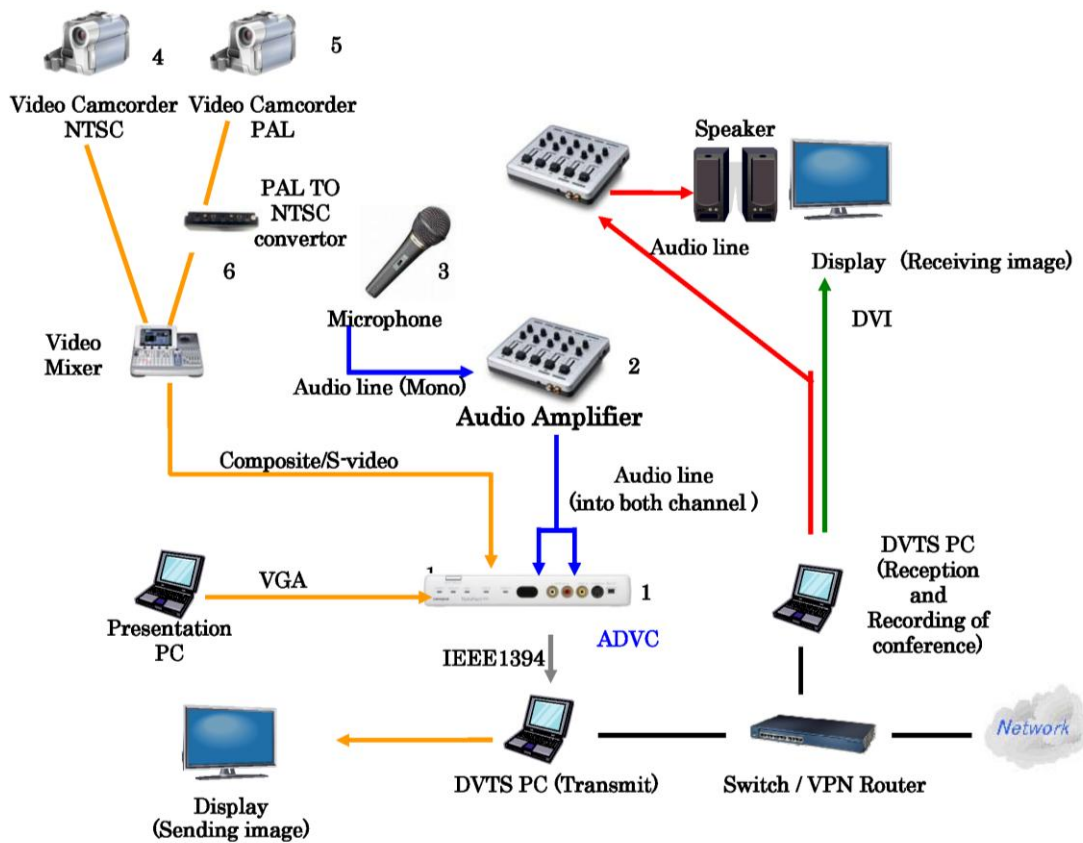 4
5
Video Camcorder
NTSC
Video Camcorder
PAL
PAL TO
NTSC
convertor
6
3
Microphone
Speaker
Audio line
Display (Receiving image)
DVI
Video
Mixer
Audio line (Mono)
2
Audio Amplifier
Composite/S-video
Audio line
(into both channel )
VGA
Presentation
PC
1
1
ADVC
IEEE1394
DVTS PC
(Reception
and
Recording of
conference)
Network
Display
(Sending image)
DVTS PC (Transmit)
Switch / VPN Router